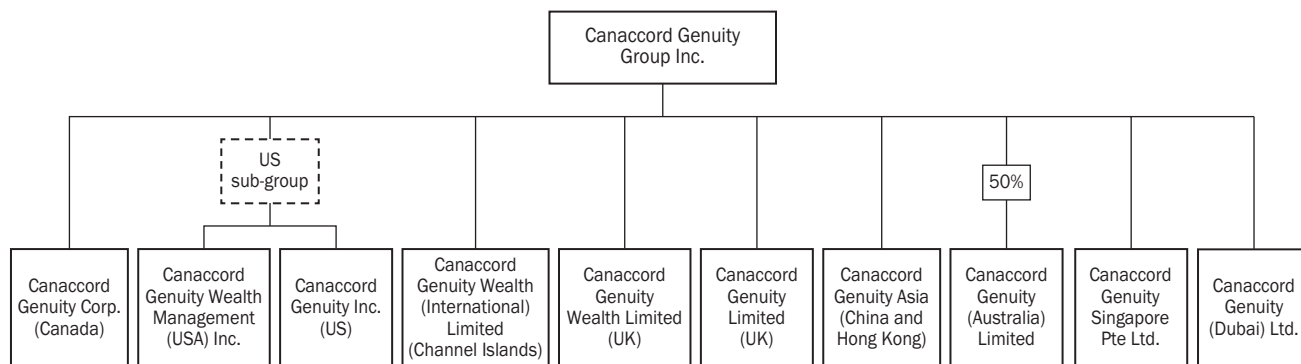 Canaccord Genuity
Group Inc.
US
sub-group
50%
Canaccord
Genuity Corp.
(Canada)
Canaccord
Genuity Wealth
Management
(USA) Inc.
Canaccord
Genuity Inc.
(US)
Canaccord
Genuity Wealth
(International)
Limited
(Channel Islands)
Canaccord
Genuity
Wealth Limited
(UK)
Canaccord
Genuity
Limited
(UK)
Canaccord
Genuity Asia
(China and
Hong Kong)
Canaccord
Genuity
(Australia)
Limited
Canaccord
Genuity
Singapore
Pte Ltd.
Canaccord
Genuity
(Dubai) Ltd.